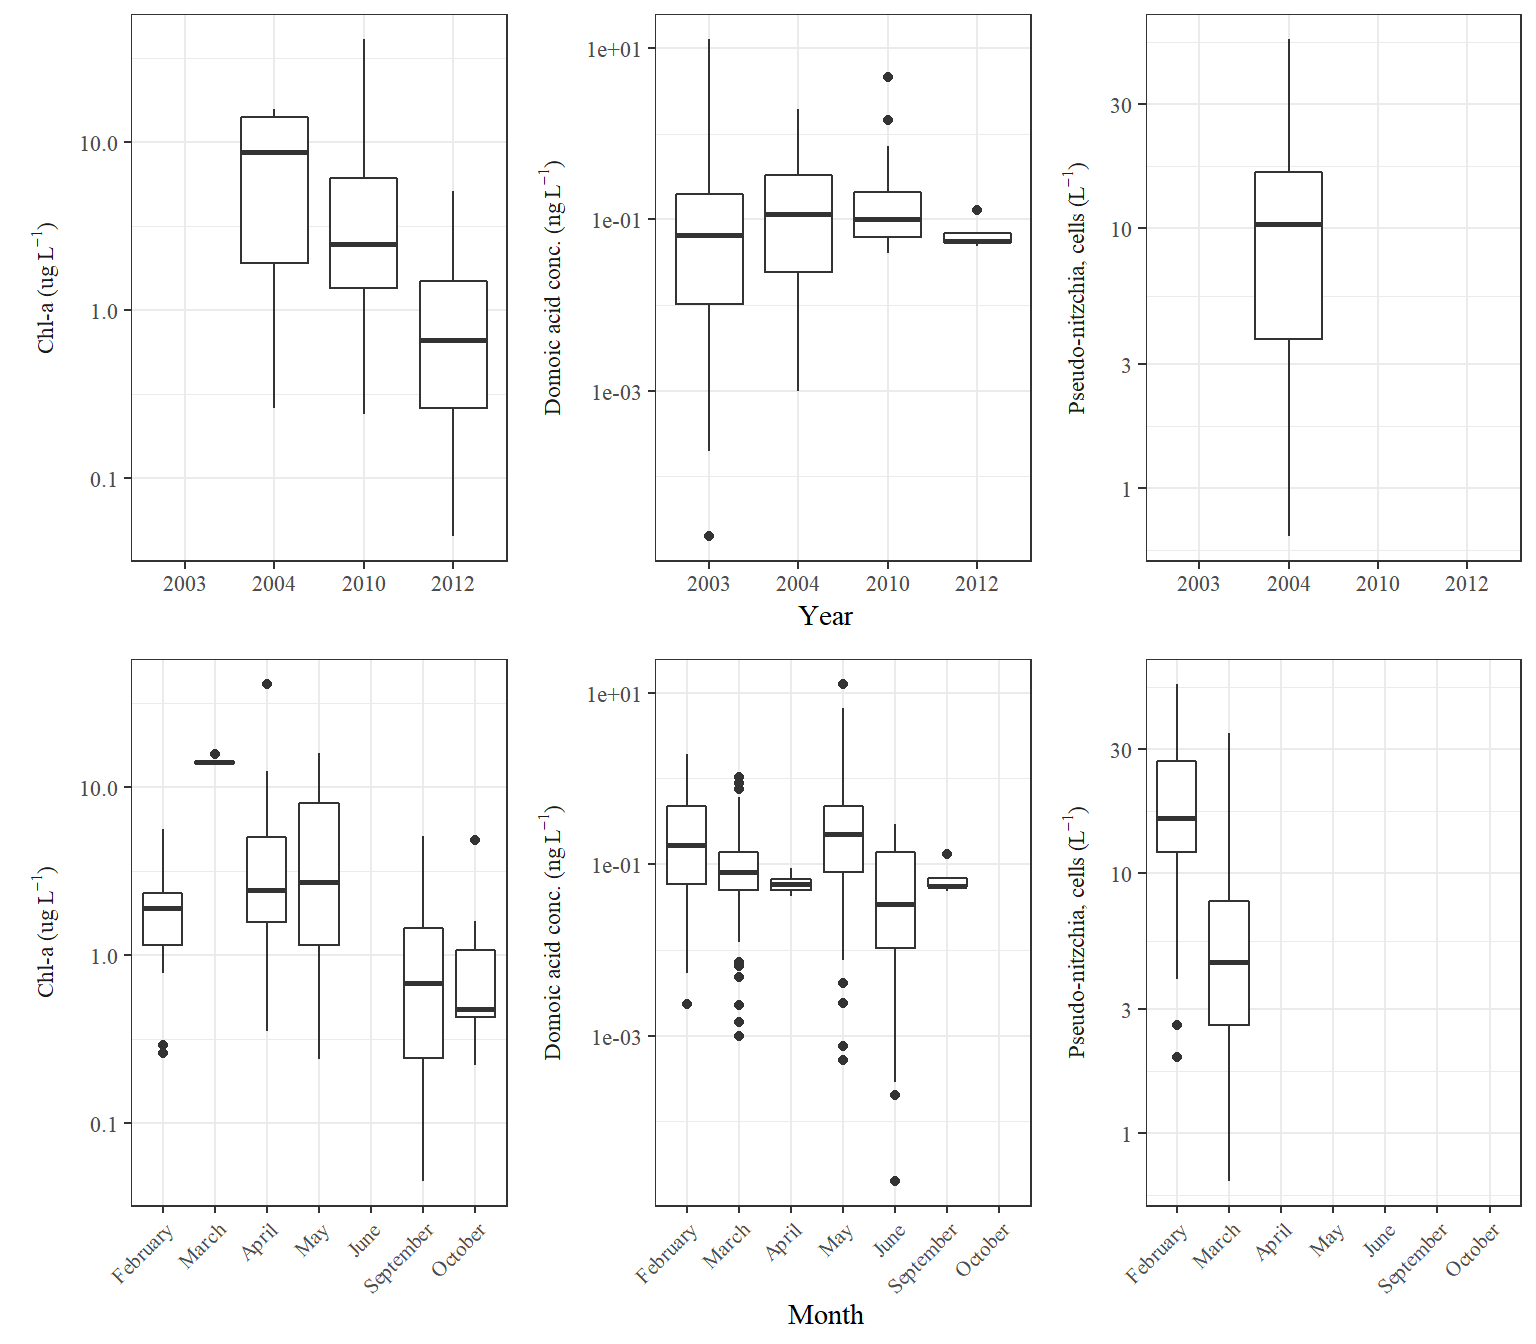 Chl-a (ug L⁻¹)
10.0
1.0
0.1
2003 2004 2010 2012
Domoic acid conc. (ng L⁻¹)
1e+01
1e-01
1e-03
2003 2004 2010 2012
Pseudo-nitzchia, cells (L⁻¹)
30
10
3
1
2003 2004 2010 2012
Year
Chl-a (ug L⁻¹)
10.0
1.0
0.1
February March April May June September October
Domoic acid conc. (ng L⁻¹)
1e+01
1e-01
1e-03
February March April May June September October
Pseudo-nitzchia, cells (L⁻¹)
30
10
3
1
February March April May June September October
Month